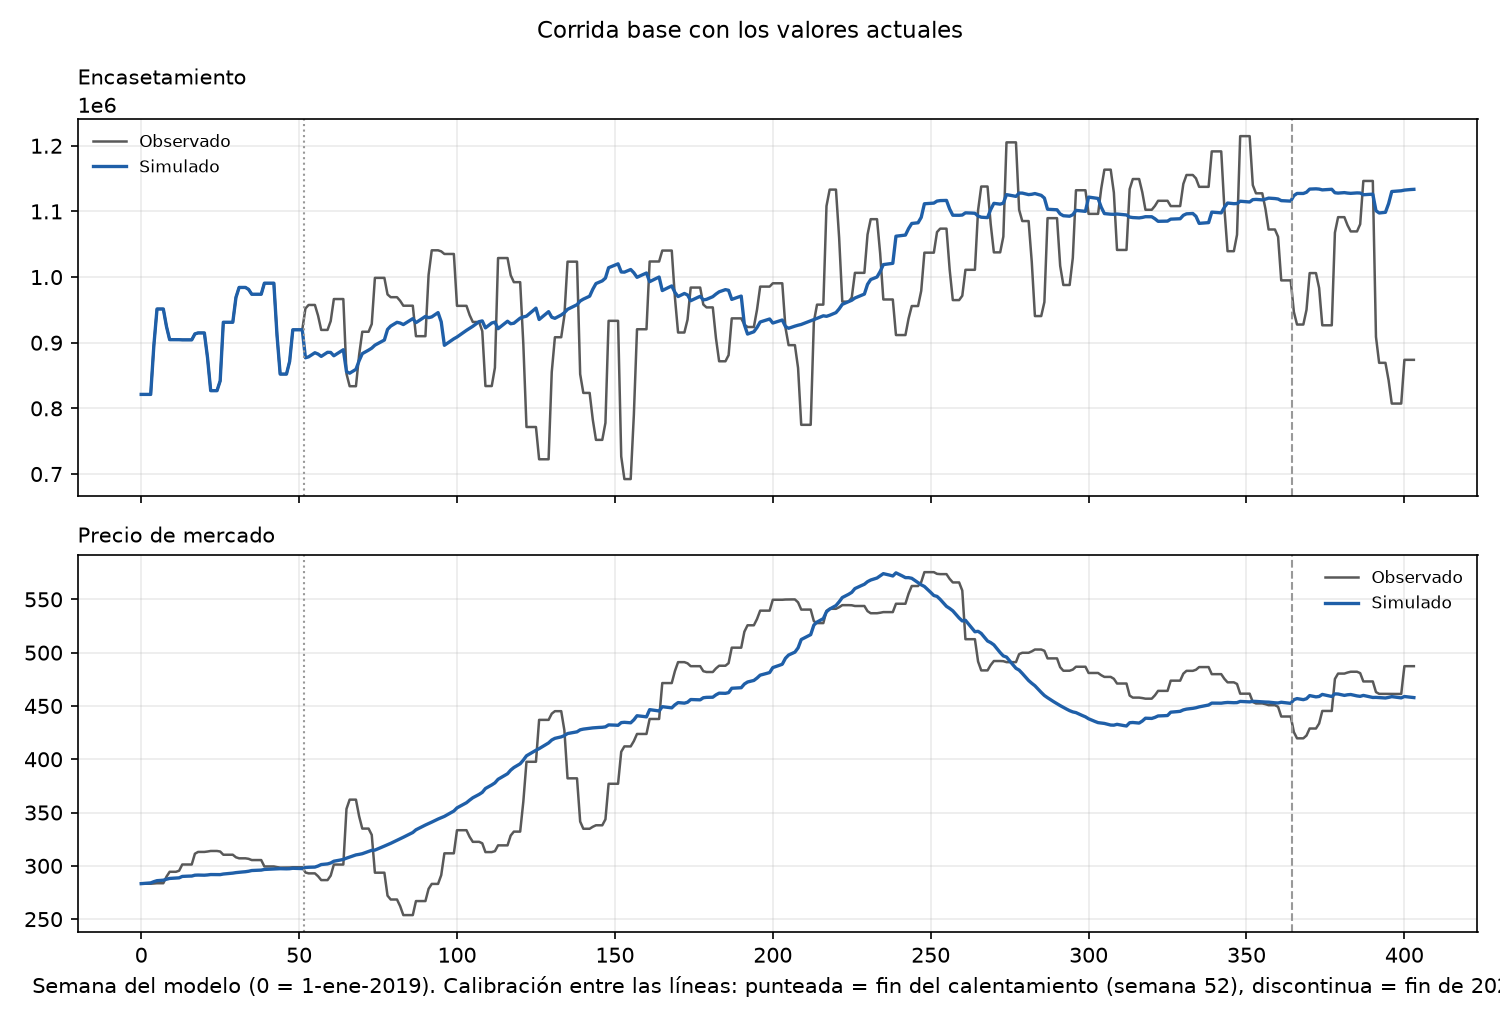 Corrida base con los valores actuales
Encasetamiento
1e6
Observado
Simulado
1.2
1.1
1.0
0.9
0.8
0.7
Precio de mercado
Observado
Simulado
550
500
450
400
350
300
250
0 50 100 150 200 250 300 350 400
Semana del modelo (0 = 1-ene-2019). Calibración entre las líneas: punteada = fin del calentamiento (semana 52), discontinua = fin de